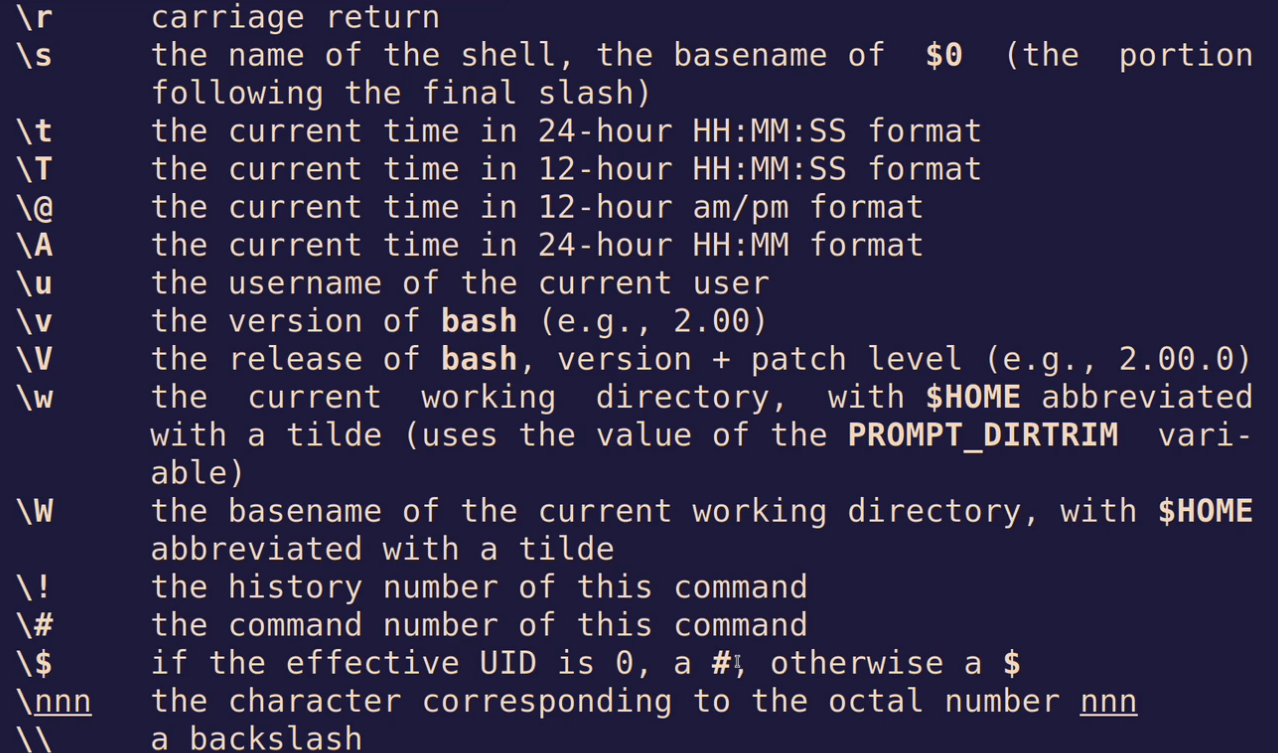 \r carriage return
\s the name of the shell, the basename of $0 (the portion
following the final slash)
\t the current time in 24-hour HH:MM:SS format
\T the current time in 12-hour HH:MM:SS format
\@ the current time in 12-hour am/pm format
\A the current time in 24-hour HH:MM format
\u the username of the current user
\v the version of bash (e.g., 2.00)
\V the release of bash, version + patch level (e.g., 2.00.0)
\w the current working directory, with $HOME abbreviated
with a tilde (uses the value of the PROMPT_DIRTRIM vari-
able)
\W the basename of the current working directory, with $HOME
abbreviated with a tilde
\! the history number of this command
\# the command number of this command
\$ if the effective UID is 0, a #, otherwise a $
\nnn the character corresponding to the octal number nnn
\\ a backslash